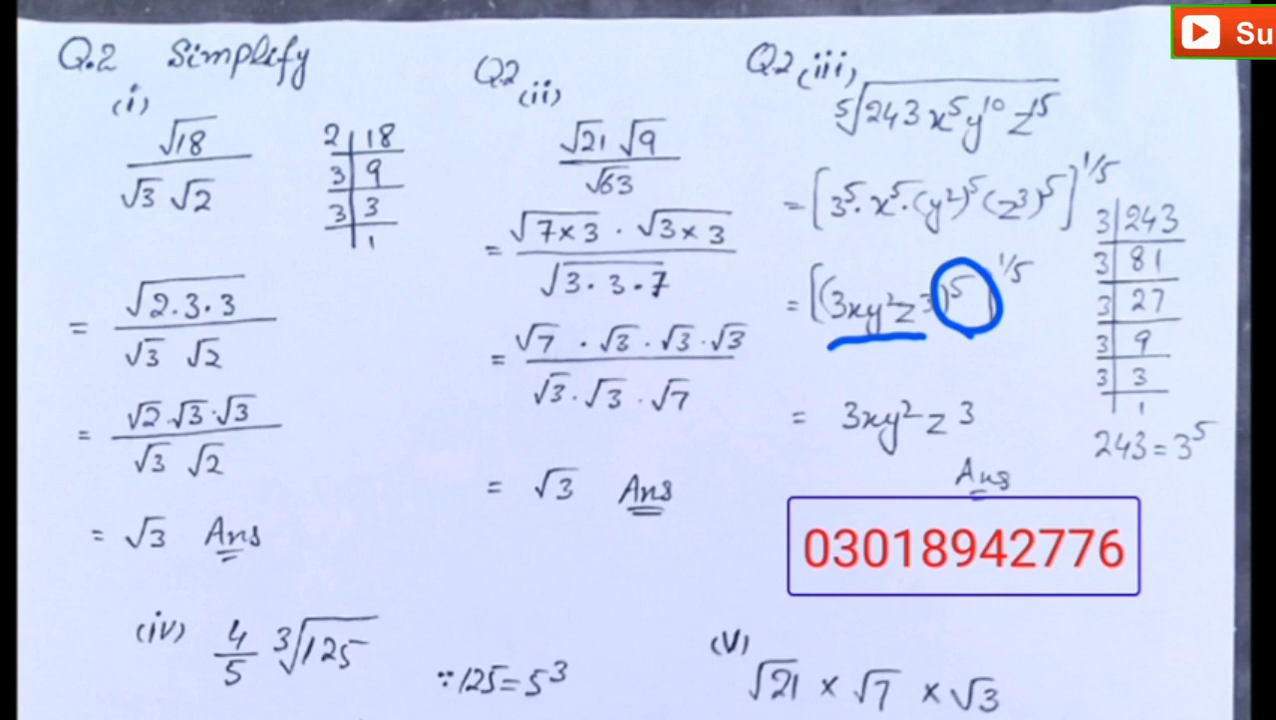 Su
Q.2 Simplify
(i)
√18
√3 √2
2 | 18
3 | 9
3 | 3
1
= √2.3.3
√3 √2
= √2.√3.√3
√3 √2
= √3 Ans
Q2 (ii)
√21 √9
√63
= √7×3 . √3×3
√3.3.7
= √7 . √3 . √3 . √3
√3 . √3 . √7
= √3 Ans
Q2 (iii)
⁵√243x⁵y¹⁰z¹⁵
= [3⁵.x⁵.(y²)⁵(z³)⁵]^1/5
= [(3xy²z³)⁵]^1/5
= 3xy²z³
Ans
3 | 243
3 | 81
3 | 27
3 | 9
3 | 3
1
243 = 3⁵
03018942776
(iv) 4/5 ³√125
∵ 125 = 5³
(v)
√21 × √7 × √3